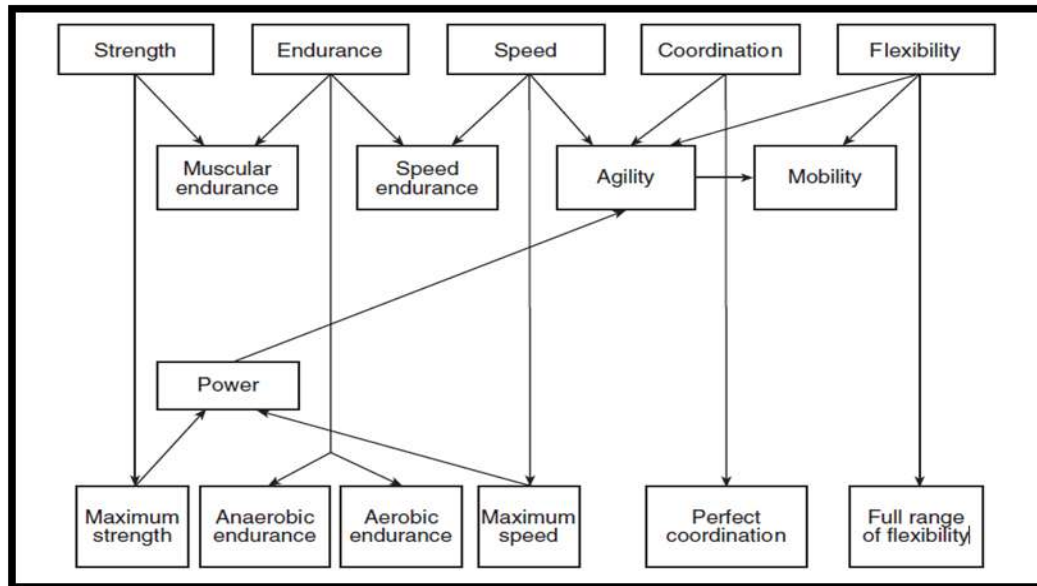 Strength
Endurance
Speed
Coordination
Flexibility
Muscular
endurance
Speed
endurance
Agility
Mobility
Power
Maximum
strength
Anaerobic
endurance
Aerobic
endurance
Maximum
speed
Perfect
coordination
Full range
of flexibility